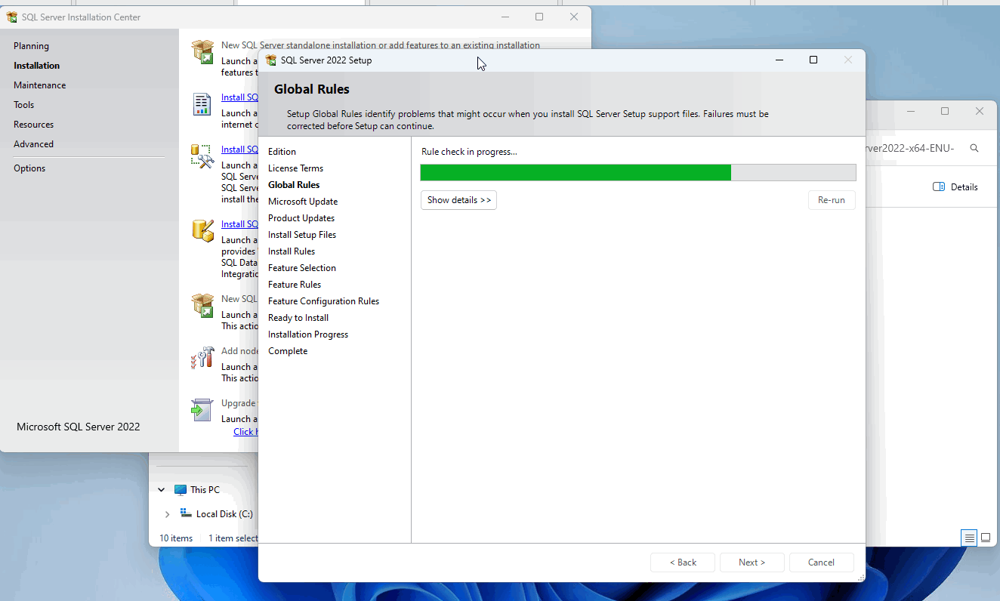 SQL Server Installation Center
Planning
Installation
Maintenance
Tools
Resources
Advanced
Options
Microsoft SQL Server 2022
New SQL Server standalone installation or add features to an existing installation
Launch a
features t
Install SQ
Launch a
internet c
Install SQ
Launch a
SQL Serve
SQL Serve
install the
Install SQ
Launch a
provides
SQL Data
Integratio
New SQL
Launch a
This actio
Add node
Launch a
This actio
Upgrade
Launch a
Click h
SQL Server 2022 Setup
Global Rules
Setup Global Rules identify problems that might occur when you install SQL Server Setup support files. Failures must be
corrected before Setup can continue.
Edition
License Terms
Global Rules
Microsoft Update
Product Updates
Install Setup Files
Install Rules
Feature Selection
Feature Rules
Feature Configuration Rules
Ready to Install
Installation Progress
Complete
Rule check in progress...
Show details >>
Re-run
< Back
Next >
Cancel
rver2022-x64-ENU-
Details
This PC
Local Disk (C:)
10 items
1 item select